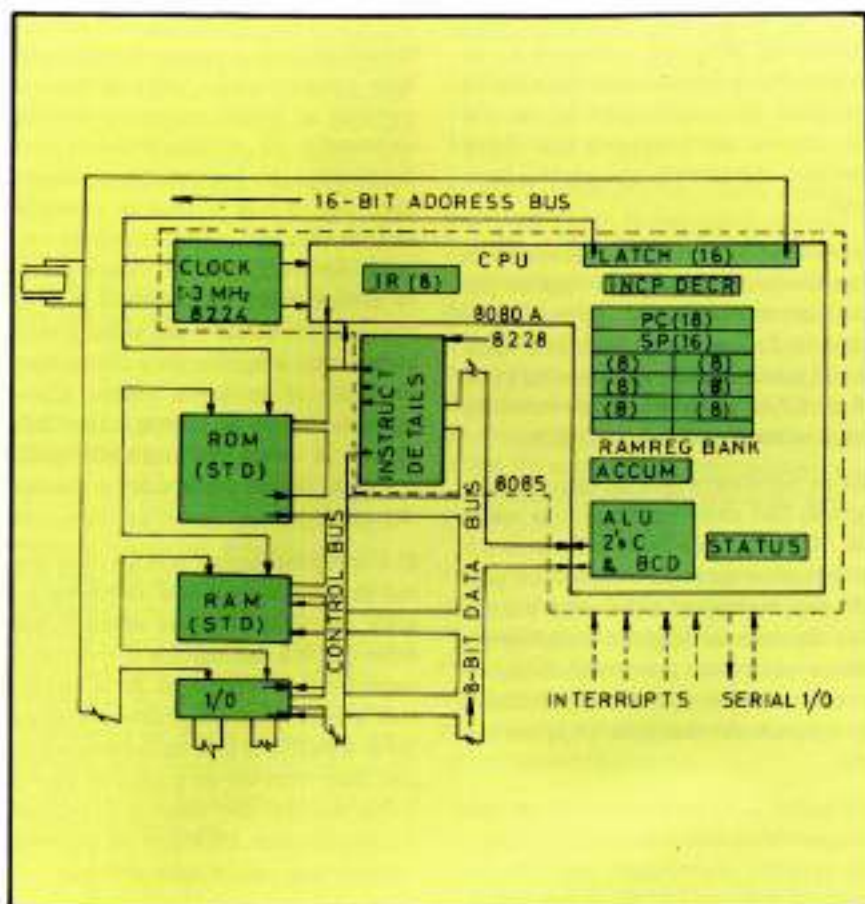 16-BIT ADDRESS BUS
CLOCK
1-3 MHz
8224
CPU
IR (8)
LATCH (16)
INCP DECR
8080 A
8228
PC(18)
SP(16)
(8) (8)
(8) (8)
(8) (8)
RAMREG BANK
ACCUM
INSTRUCT
DETAILS
ROM
(STD)
8085
ALU
2'sC
& BCD
STATUS
RAM
(STD)
CONTROL BUS
8-BIT DATA BUS
I/O
INTERRUPTS SERIAL I/O